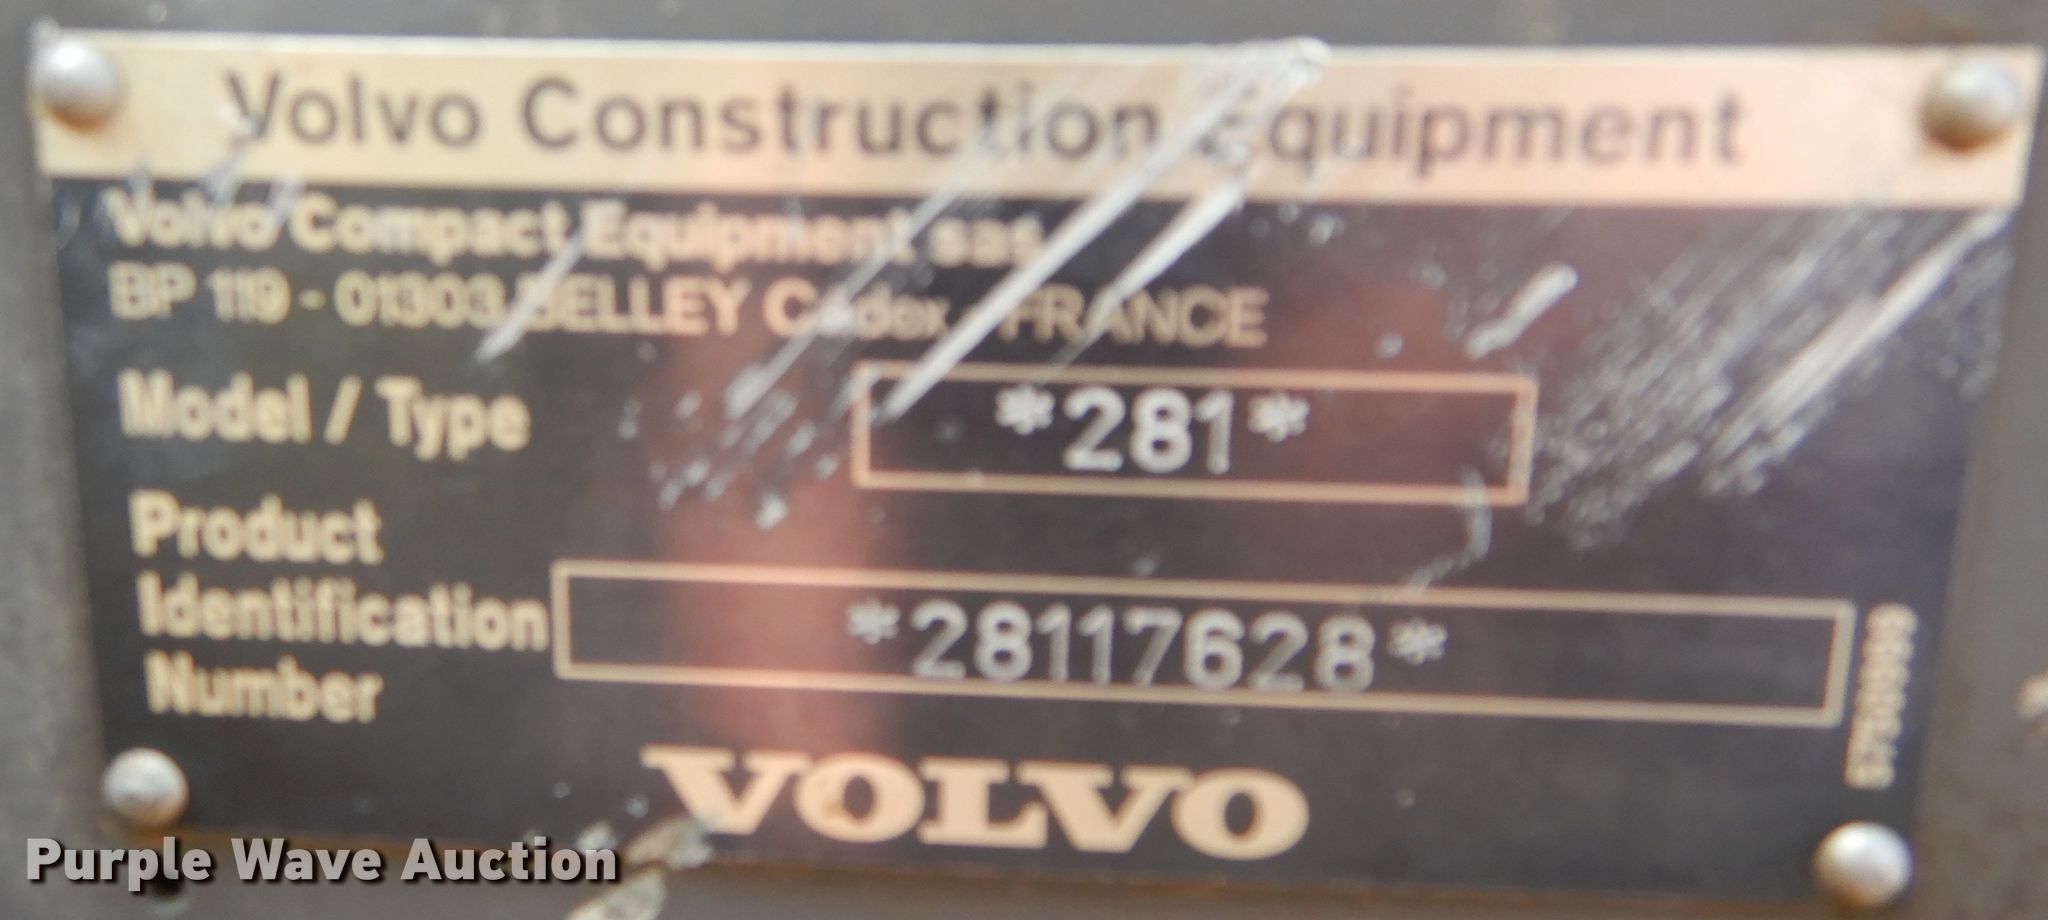 Volvo Construction Equipment
Volvo Compact Equipment sas
BP 119 - 01303 BELLEY Cedex - FRANCE
Model / Type
*281*
Product
Identification
Number
*28117628*
VOLVO
Purple Wave Auction